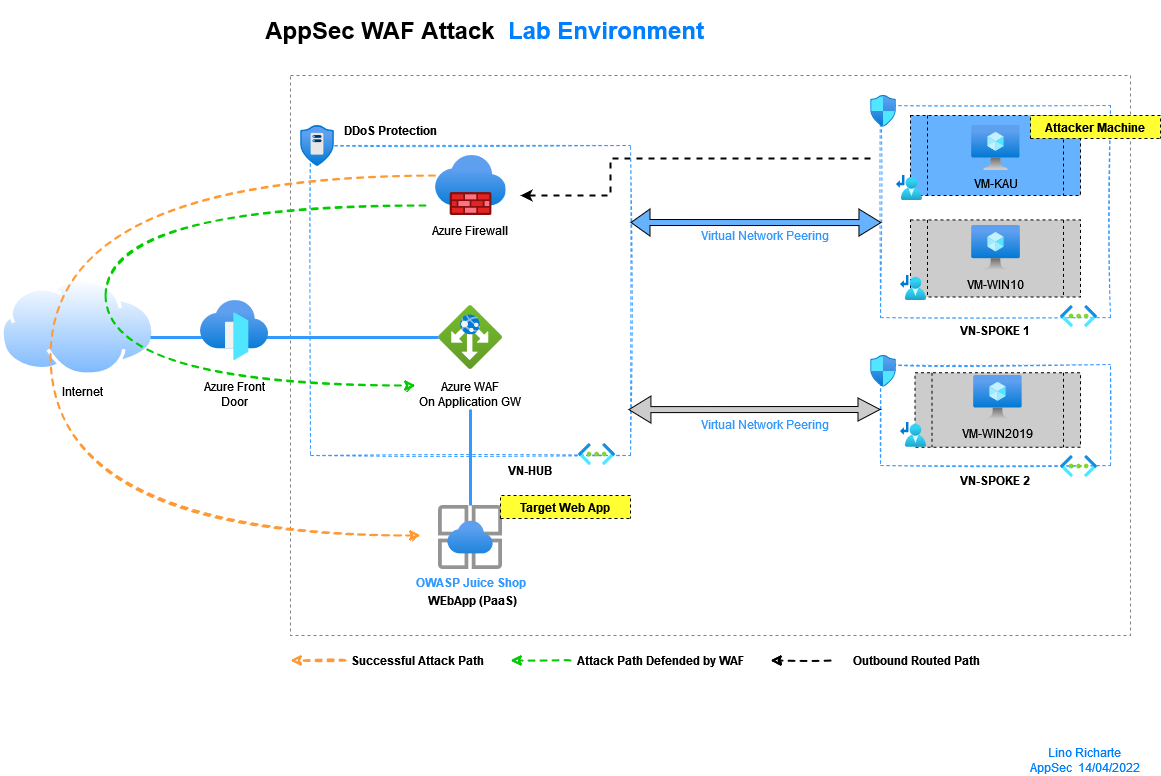 AppSec WAF Attack Lab Environment
DDoS Protection
Attacker Machine
VM-KAU
Azure Firewall
Virtual Network Peering
VM-WIN10
VN-SPOKE 1
Internet
Azure Front
Door
Azure WAF
On Application GW
Virtual Network Peering
VM-WIN2019
VN-HUB
VN-SPOKE 2
Target Web App
OWASP Juice Shop
WEbApp (PaaS)
Successful Attack Path
Attack Path Defended by WAF
Outbound Routed Path
Lino Richarte
AppSec 14/04/2022